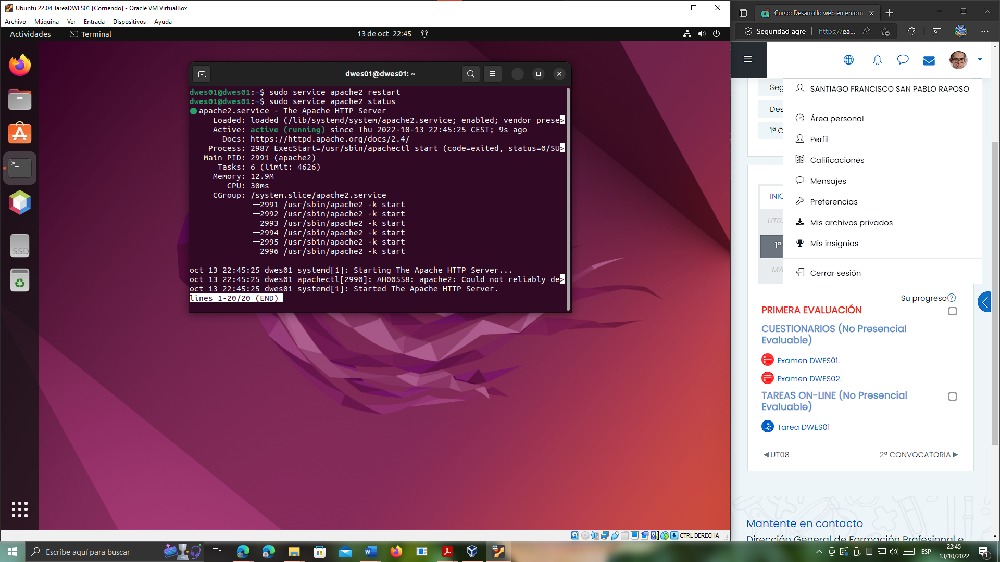 Ubuntu 22.04 TareaDWES01 [Corriendo] - Oracle VM VirtualBox
Archivo Máquina Ver Entrada Dispositivos Ayuda
Actividades Terminal 13 de oct 22:45
dwes01@dwes01: ~
dwes01@dwes01:~$ sudo service apache2 restart
dwes01@dwes01:~$ sudo service apache2 status
apache2.service - The Apache HTTP Server
Loaded: loaded (/lib/systemd/system/apache2.service; enabled; vendor prese>
Active: active (running) since Thu 2022-10-13 22:45:25 CEST; 9s ago
Docs: https://httpd.apache.org/docs/2.4/
Process: 2987 ExecStart=/usr/sbin/apachectl start (code=exited, status=0/SU>
Main PID: 2991 (apache2)
Tasks: 6 (limit: 4626)
Memory: 12.9M
CPU: 30ms
CGroup: /system.slice/apache2.service
├─2991 /usr/sbin/apache2 -k start
├─2992 /usr/sbin/apache2 -k start
├─2993 /usr/sbin/apache2 -k start
├─2994 /usr/sbin/apache2 -k start
├─2995 /usr/sbin/apache2 -k start
└─2996 /usr/sbin/apache2 -k start
oct 13 22:45:25 dwes01 systemd[1]: Starting The Apache HTTP Server...
oct 13 22:45:25 dwes01 apachectl[2990]: AH00558: apache2: Could not reliably de>
oct 13 22:45:25 dwes01 systemd[1]: Started The Apache HTTP Server.
lines 1-20/20 (END)
SSD
CTRL DERECHA
Curso: Desarrollo web en entorn
Seguridad agre https://ea...
Seg
Des
1ª C
INIC
UT03
1ª
MA
SANTIAGO FRANCISCO SAN PABLO RAPOSO
Área personal
Perfil
Calificaciones
Mensajes
Preferencias
Mis archivos privados
Mis insignias
Cerrar sesión
Su progreso
PRIMERA EVALUACIÓN
CUESTIONARIOS (No Presencial
Evaluable)
Examen DWES01.
Examen DWES02.
TAREAS ON-LINE (No Presencial
Evaluable)
Tarea DWES01
◀UT08 2ª CONVOCATORIA▶
Mantente en contacto
Dirección General de Formación Profesional e
Escribe aquí para buscar
ESP
22:45
13/10/2022
1